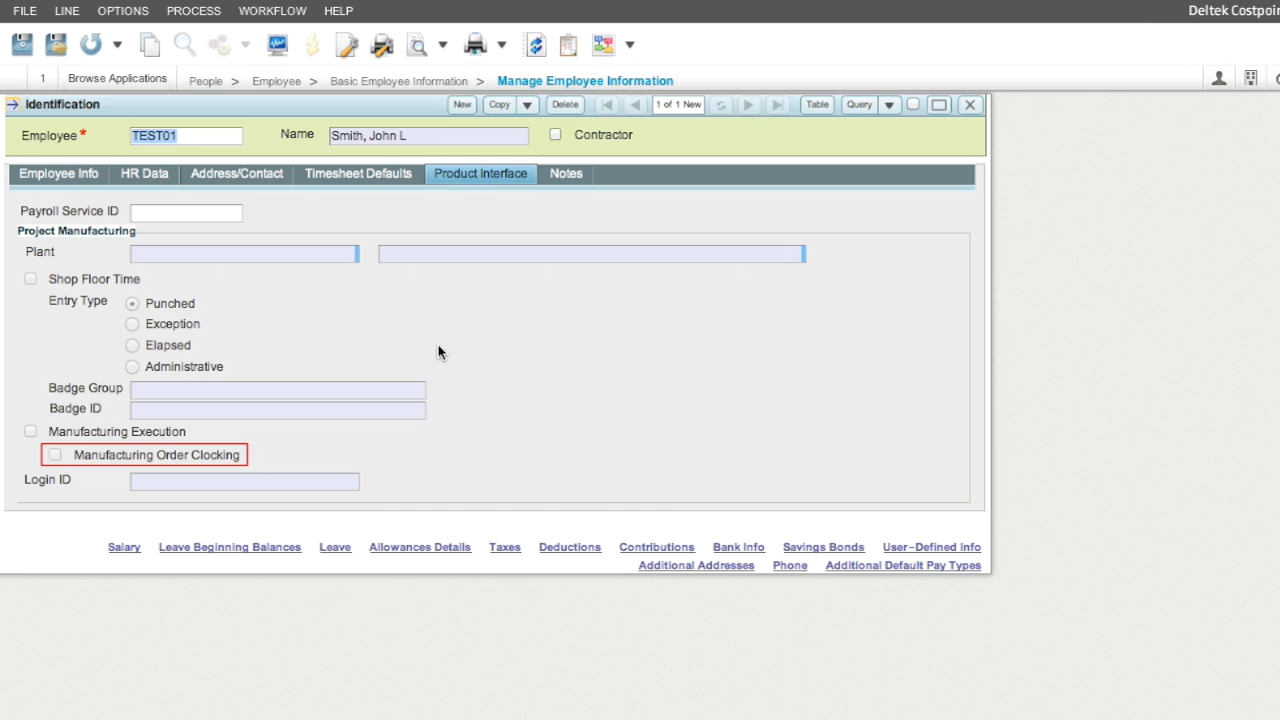 FILE LINE OPTIONS PROCESS WORKFLOW HELP Deltek Costpoin
1 Browse Applications People > Employee > Basic Employee Information > Manage Employee Information
Identification New Copy Delete 1 of 1 New Table Query
Employee * TEST01 Name Smith, John L Contractor
Employee Info HR Data Address/Contact Timesheet Defaults Product Interface Notes
Payroll Service ID
Project Manufacturing
Plant
Shop Floor Time
Entry Type Punched
Exception
Elapsed
Administrative
Badge Group
Badge ID
Manufacturing Execution
Manufacturing Order Clocking
Login ID
Salary Leave Beginning Balances Leave Allowances Details Taxes Deductions Contributions Bank Info Savings Bonds User-Defined Info
Additional Addresses Phone Additional Default Pay Types